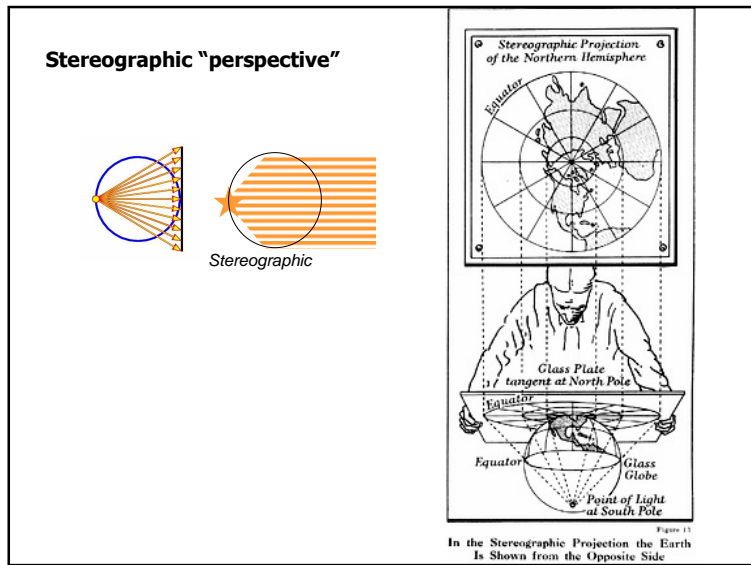 Stereographic “perspective”
Stereographic
Stereographic Projection
of the Northern Hemisphere
Equator
Glass Plate
tangent at North Pole
Equator
Equator
Glass
Globe
Point of Light
at South Pole
Figure 15
In the Stereographic Projection the Earth
Is Shown from the Opposite Side